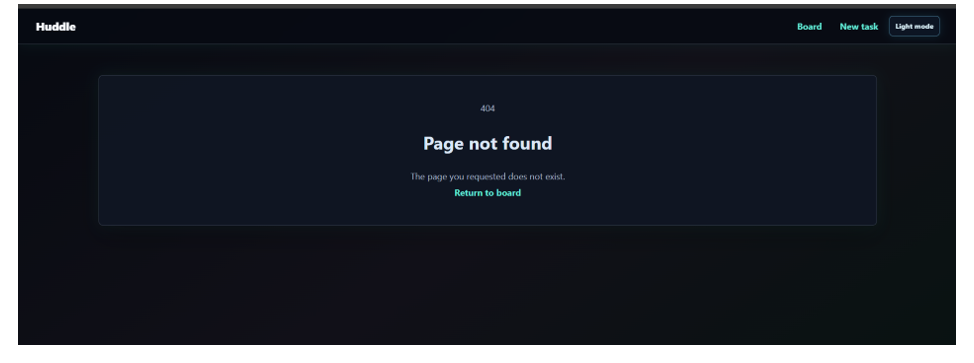 Huddle
Board New task Light mode
404
Page not found
The page you requested does not exist.
Return to board